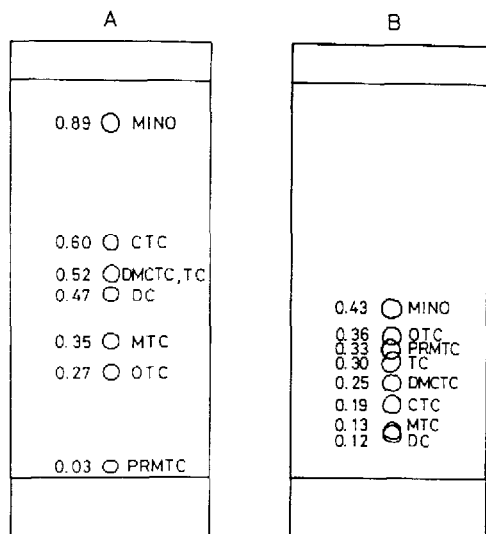 A
0.89 MINO
0.60 CTC
0.52 DMCTC, TC
0.47 DC
0.35 MTC
0.27 OTC
0.03 PRMTC
B
0.43 MINO
0.36 OTC
0.33 PRMTC
0.30 TC
0.25 DMCTC
0.19 CTC
0.13 MTC
0.12 DC